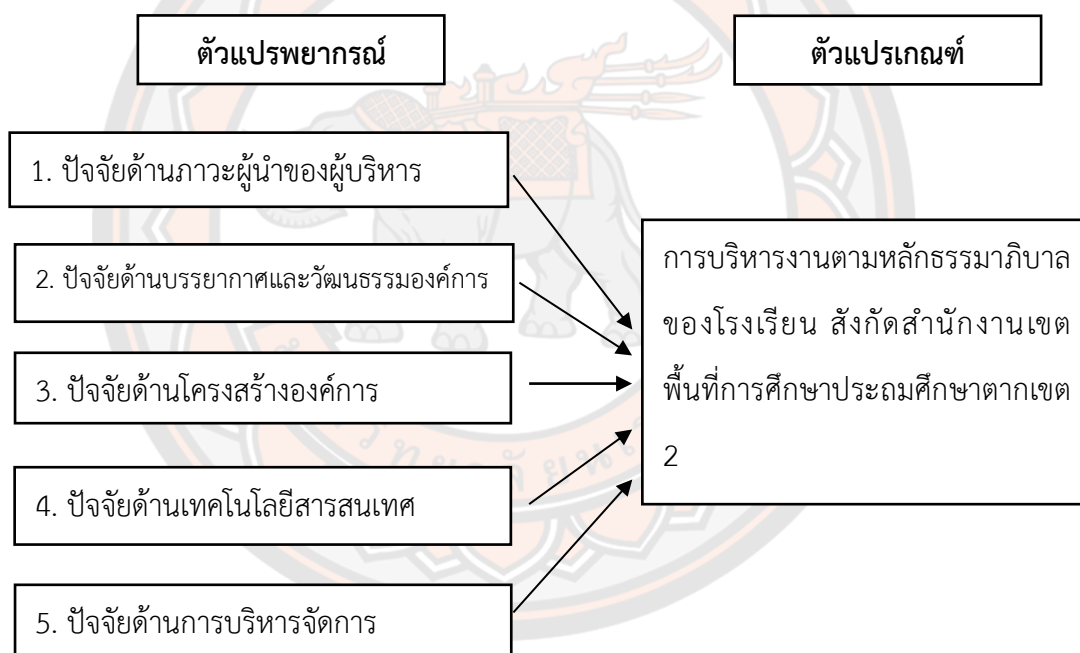 ตัวแปรพยากรณ์
ตัวแปรเกณฑ์
1. ปัจจัยด้านภาวะผู้นำของผู้บริหาร
2. ปัจจัยด้านบรรยากาศและวัฒนธรรมองค์การ
3. ปัจจัยด้านโครงสร้างองค์การ
4. ปัจจัยด้านเทคโนโลยีสารสนเทศ
5. ปัจจัยด้านการบริหารจัดการ
การบริหารงานตามหลักธรรมาภิบาล
ของโรงเรียน สังกัดสำนักงานเขต
พื้นที่การศึกษาประถมศึกษาตากเขต
2